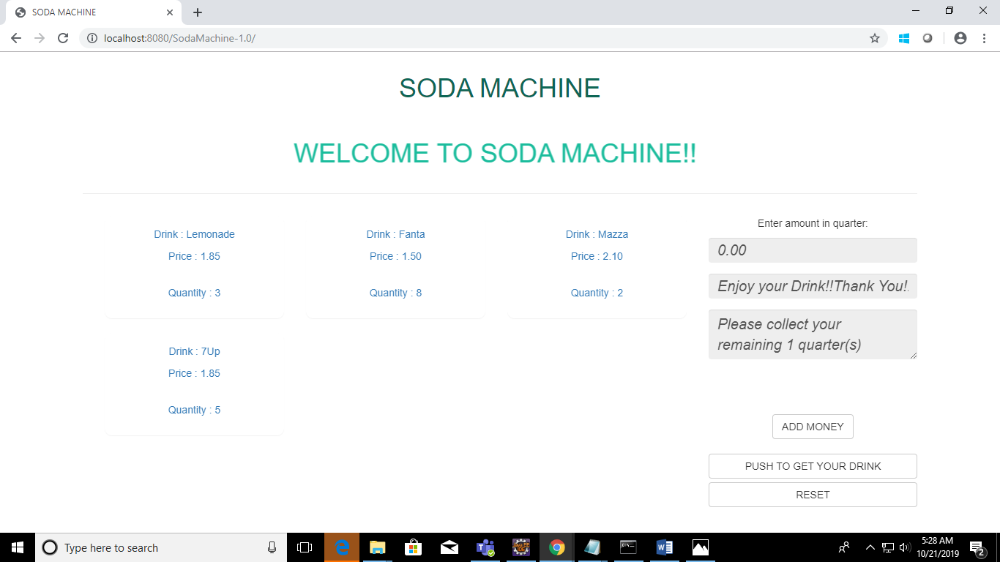 SODA MACHINE
localhost:8080/SodaMachine-1.0/
SODA MACHINE
WELCOME TO SODA MACHINE!!
Drink : Lemonade
Price : 1.85
Quantity : 3
Drink : Fanta
Price : 1.50
Quantity : 8
Drink : Mazza
Price : 2.10
Quantity : 2
Drink : 7Up
Price : 1.85
Quantity : 5
Enter amount in quarter:
0.00
Enjoy your Drink!!Thank You!.
Please collect your
remaining 1 quarter(s)
ADD MONEY
PUSH TO GET YOUR DRINK
RESET
Type here to search
5:28 AM
10/21/2019
2